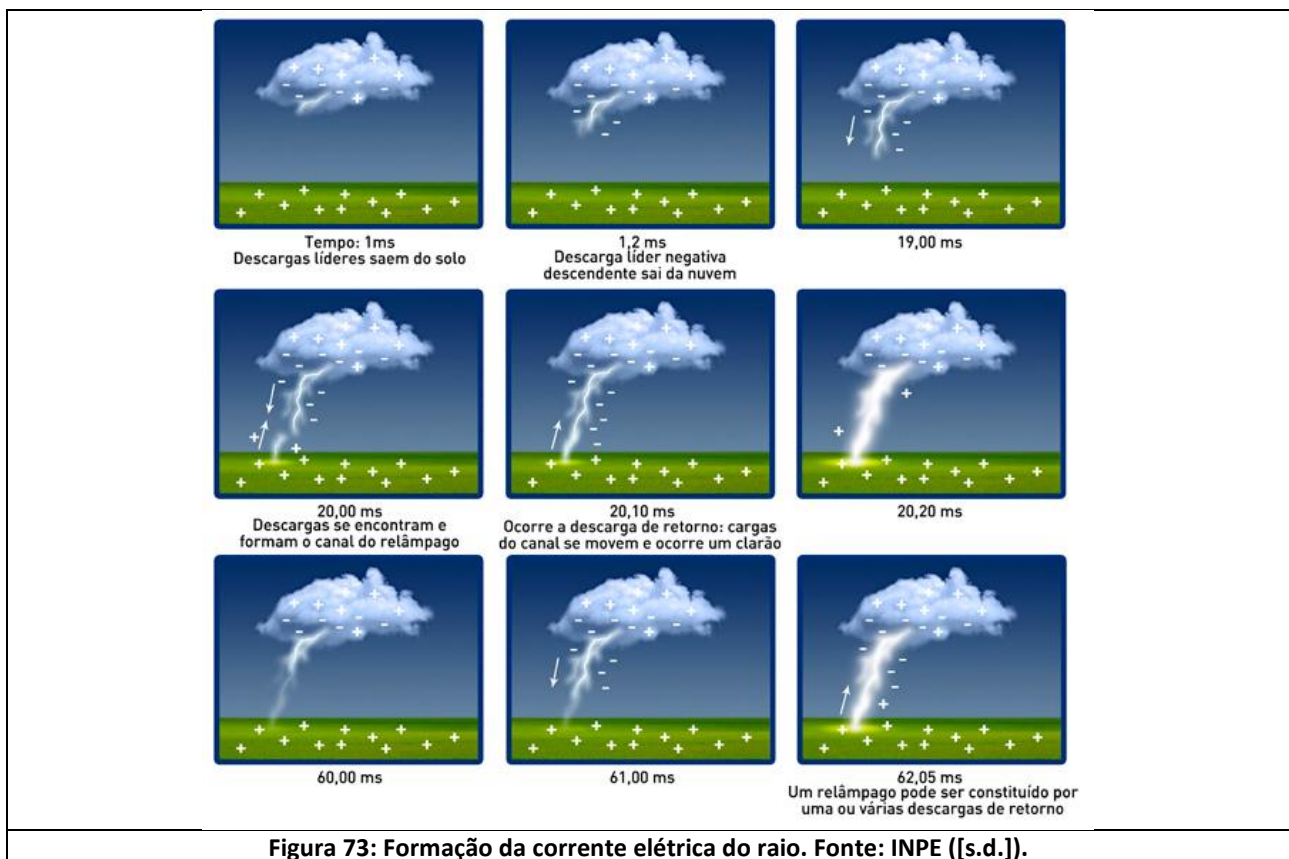 Tempo: 1ms
Descargas líderes saem do solo
1,2 ms
Descarga líder negativa
descendente sai da nuvem
19,00 ms
20,00 ms
Descargas se encontram e
formam o canal do relâmpago
20,10 ms
Ocorre a descarga de retorno: cargas
do canal se movem e ocorre um clarão
20,20 ms
60,00 ms
61,00 ms
62,05 ms
Um relâmpago pode ser constituído por
uma ou várias descargas de retorno
Figura 73: Formação da corrente elétrica do raio. Fonte: INPE ([s.d.]).